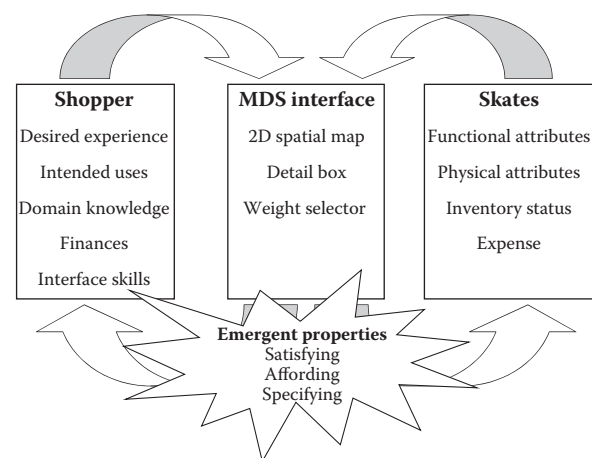 Shopper
Desired experience
Intended uses
Domain knowledge
Finances
Interface skills
MDS interface
2D spatial map
Detail box
Weight selector
Skates
Functional attributes
Physical attributes
Inventory status
Expense
Emergent properties
Satisfying
Affording
Specifying